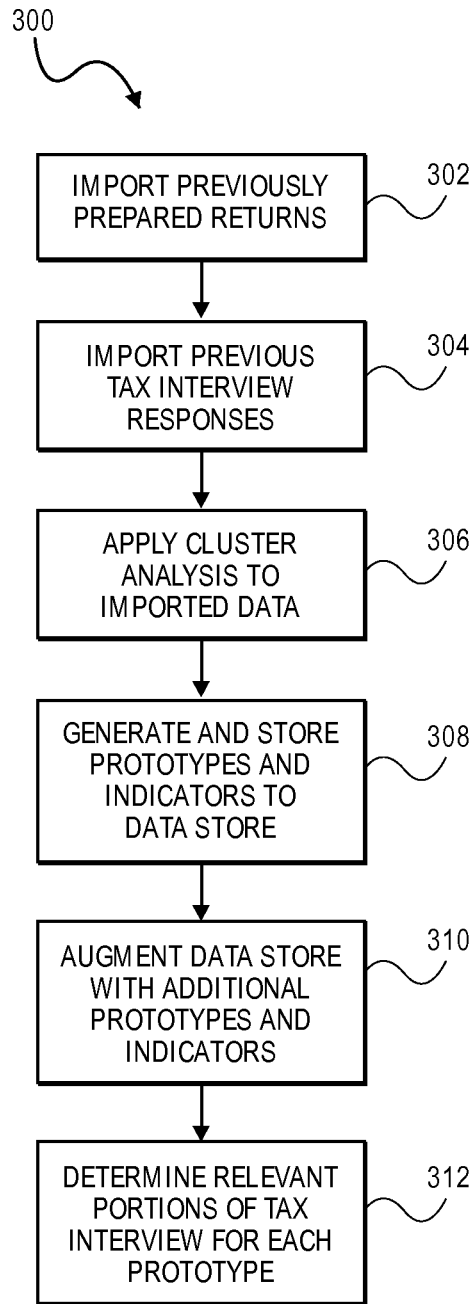 300
IMPORT PREVIOUSLY
PREPARED RETURNS
302
IMPORT PREVIOUS
TAX INTERVIEW
RESPONSES
304
APPLY CLUSTER
ANALYSIS TO
IMPORTED DATA
306
GENERATE AND STORE
PROTOTYPES AND
INDICATORS TO
DATA STORE
308
AUGMENT DATA STORE
WITH ADDITIONAL
PROTOTYPES AND
INDICATORS
310
DETERMINE RELEVANT
PORTIONS OF TAX
INTERVIEW FOR EACH
PROTOTYPE
312